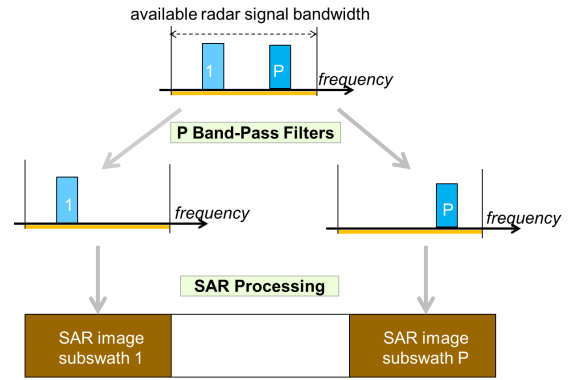 available radar signal bandwidth
1
P
frequency
P Band-Pass Filters
1
frequency
P
frequency
SAR Processing
SAR image
subswath 1
SAR image
subswath P